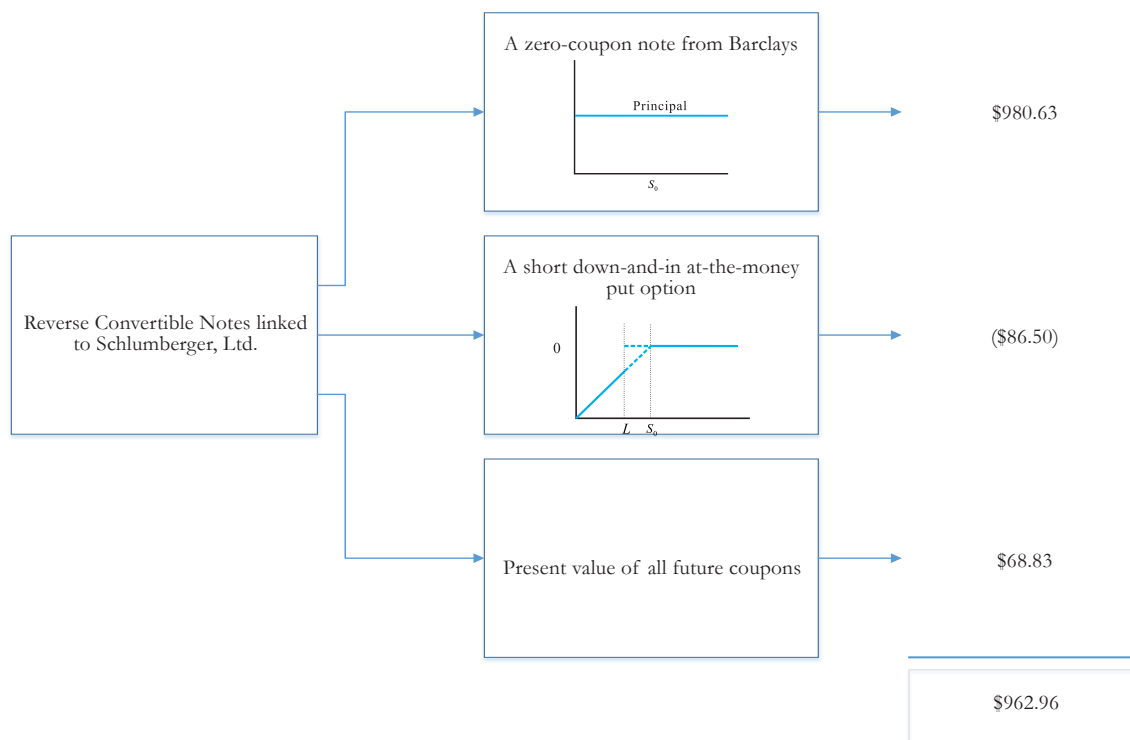 A zero-coupon note from Barclays
Principal
S0
$980.63
Reverse Convertible Notes linked
to Schlumberger, Ltd.
A short down-and-in at-the-money
put option
0
L S0
($86.50)
Present value of all future coupons
$68.83
$962.96